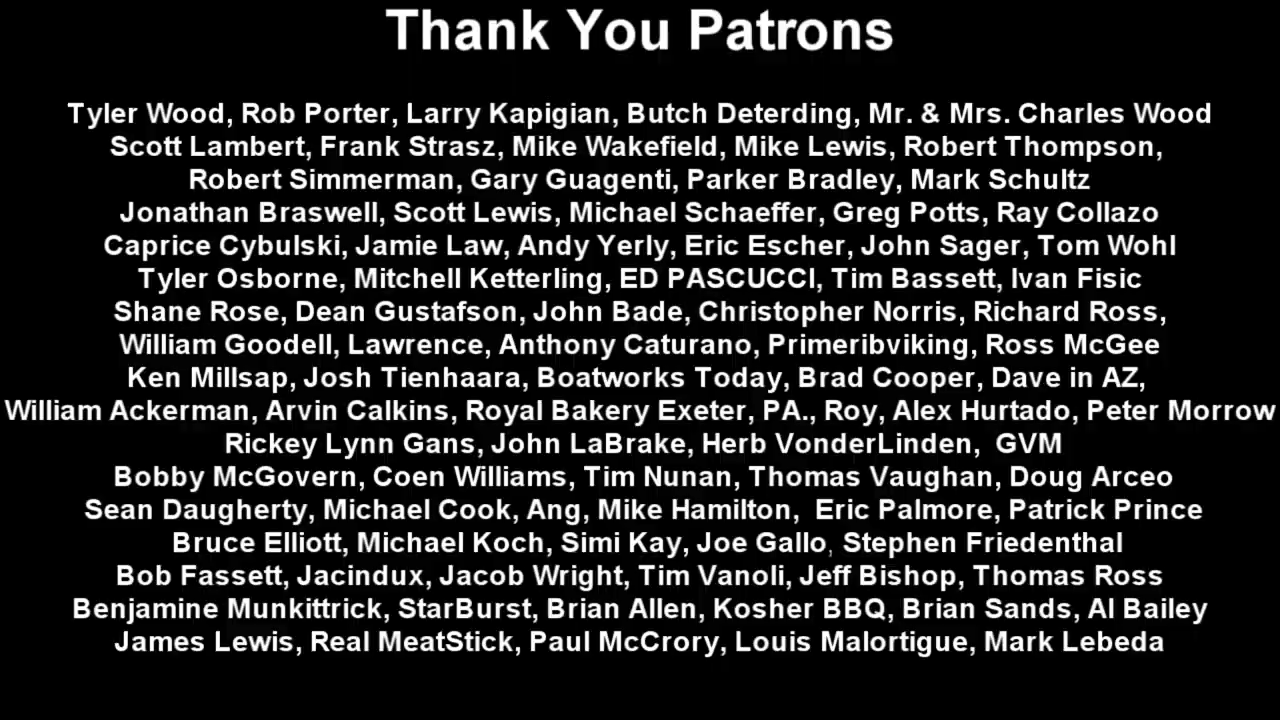 Thank You Patrons
Tyler Wood, Rob Porter, Larry Kapigian, Butch Deterding, Mr. & Mrs. Charles Wood
Scott Lambert, Frank Strasz, Mike Wakefield, Mike Lewis, Robert Thompson,
Robert Simmerman, Gary Guagenti, Parker Bradley, Mark Schultz
Jonathan Braswell, Scott Lewis, Michael Schaeffer, Greg Potts, Ray Collazo
Caprice Cybulski, Jamie Law, Andy Yerly, Eric Escher, John Sager, Tom Wohl
Tyler Osborne, Mitchell Ketterling, ED PASCUCCI, Tim Bassett, Ivan Fisic
Shane Rose, Dean Gustafson, John Bade, Christopher Norris, Richard Ross,
William Goodell, Lawrence, Anthony Caturano, Primeribviking, Ross McGee
Ken Millsap, Josh Tienhaara, Boatworks Today, Brad Cooper, Dave in AZ,
William Ackerman, Arvin Calkins, Royal Bakery Exeter, PA., Roy, Alex Hurtado, Peter Morrow
Rickey Lynn Gans, John LaBrake, Herb VonderLinden,  GVM
Bobby McGovern, Coen Williams, Tim Nunan, Thomas Vaughan, Doug Arceo
Sean Daugherty, Michael Cook, Ang, Mike Hamilton,  Eric Palmore, Patrick Prince
Bruce Elliott, Michael Koch, Simi Kay, Joe Gallo, Stephen Friedenthal
Bob Fassett, Jacindux, Jacob Wright, Tim Vanoli, Jeff Bishop, Thomas Ross
Benjamine Munkittrick, StarBurst, Brian Allen, Kosher BBQ, Brian Sands, Al Bailey
James Lewis, Real MeatStick, Paul McCrory, Louis Malortigue, Mark Lebeda